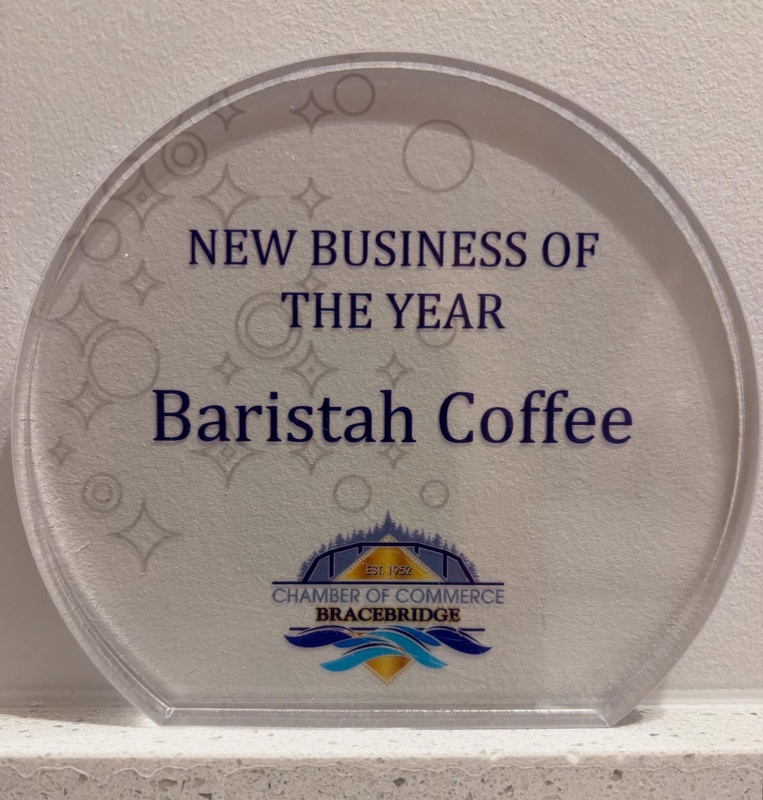 NEW BUSINESS OF
THE YEAR
Baristah Coffee
EST. 1952
CHAMBER OF COMMERCE
BRACEBRIDGE